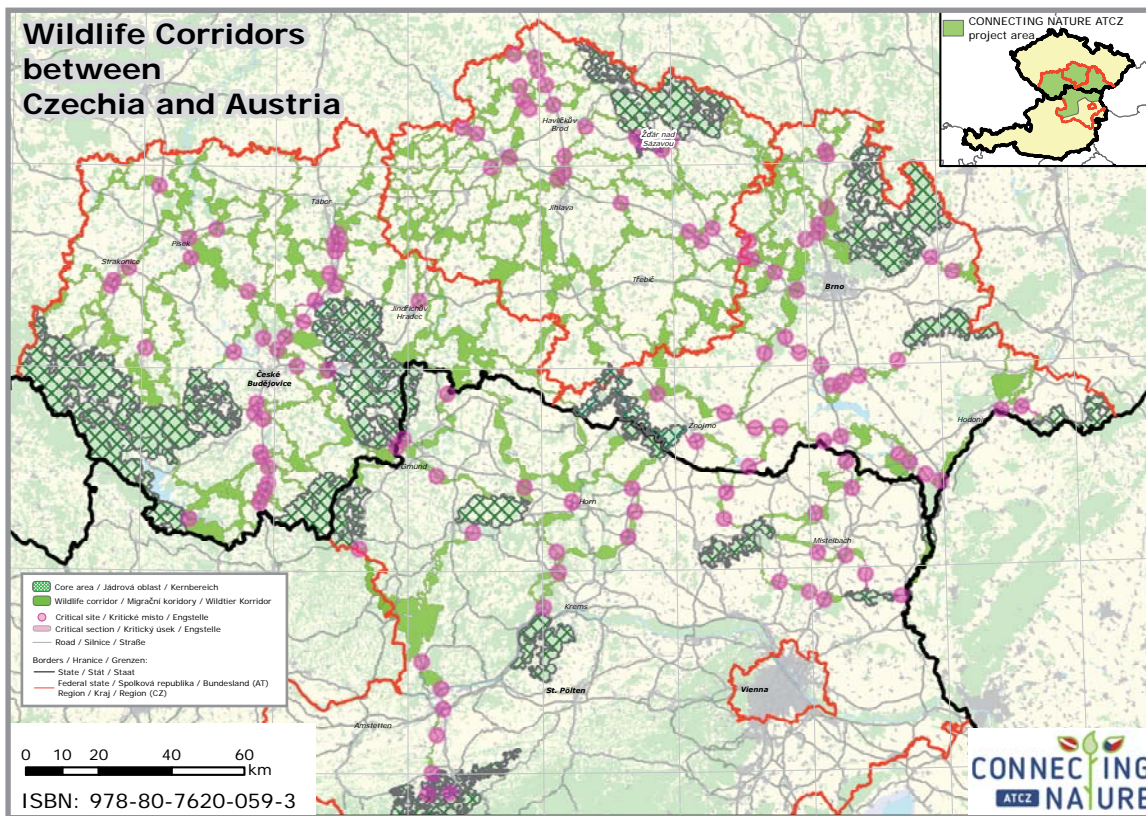 Wildlife Corridors
between
Czechia and Austria
CONNECTING NATURE ATCZ
project area
Havlíčkův
Brod
Žďár nad
Sázavou
Tábor
Jihlava
Písek
Strakonice
Třebíč
Brno
Jindřichův
Hradec
České
Budějovice
Znojmo
Hodonín
Gmünd
Horn
Mistelbach
Krems
St. Pölten
Vienna
Amstetten
Core area / Jádrová oblast / Kernbereich
Wildlife corridor / Migrační koridory / Wildtier Korridor
Critical site / Kritické místo / Engstelle
Critical section / Kritický úsek / Engstelle
Road / Silnice / Straße
Borders / Hranice / Grenzen:
State / Stát / Staat
Federal state / Spolková republika / Bundesland (AT)
Region / Kraj / Region (CZ)
0 10 20 40 60
km
ISBN: 978-80-7620-059-3
CONNECTING
ATCZ NATURE